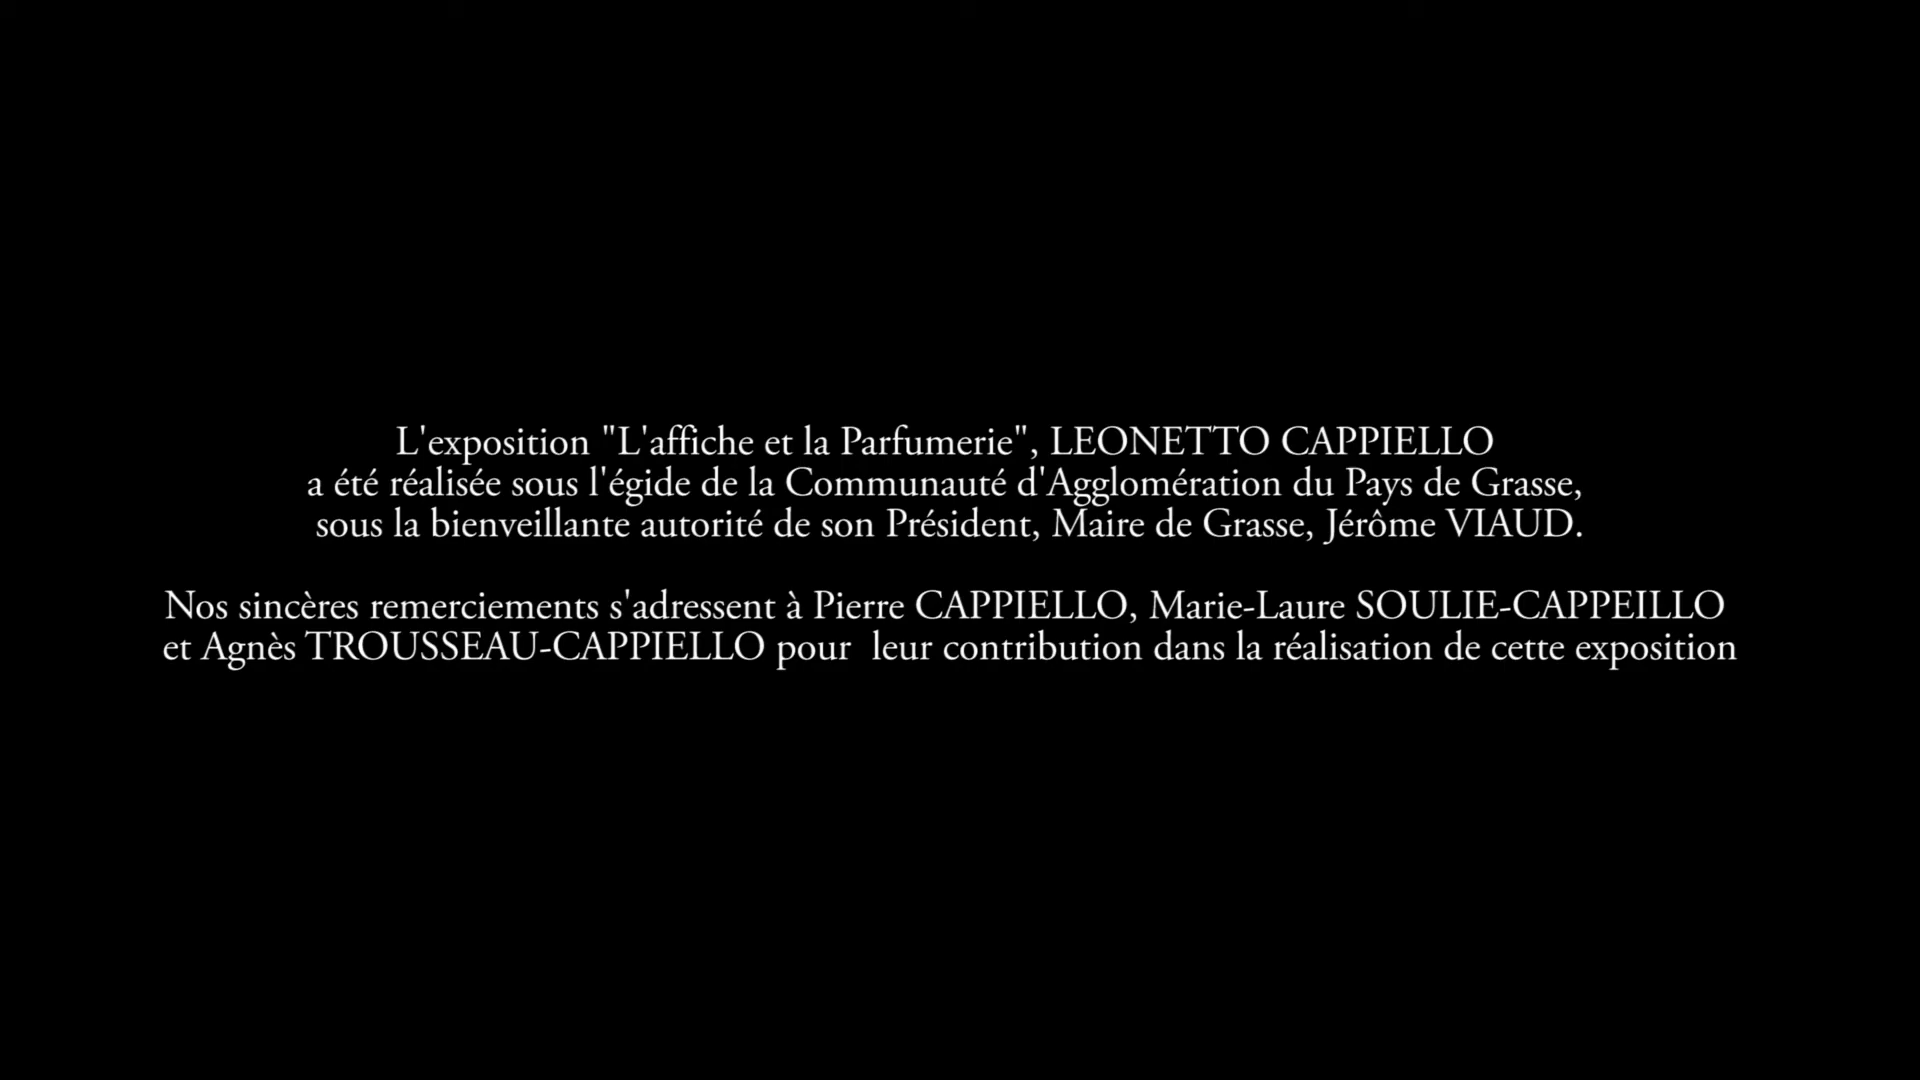 L'exposition "L'affiche et la Parfumerie", LEONETTO CAPPIELLO
a été réalisée sous l'égide de la Communauté d'Agglomération du Pays de Grasse,
sous la bienveillante autorité de son Président, Maire de Grasse, Jérôme VIAUD.
Nos sincères remerciements s'adressent à Pierre CAPPIELLO, Marie-Laure SOULIE-CAPPEILLO
et Agnès TROUSSEAU-CAPPIELLO pour  leur contribution dans la réalisation de cette exposition